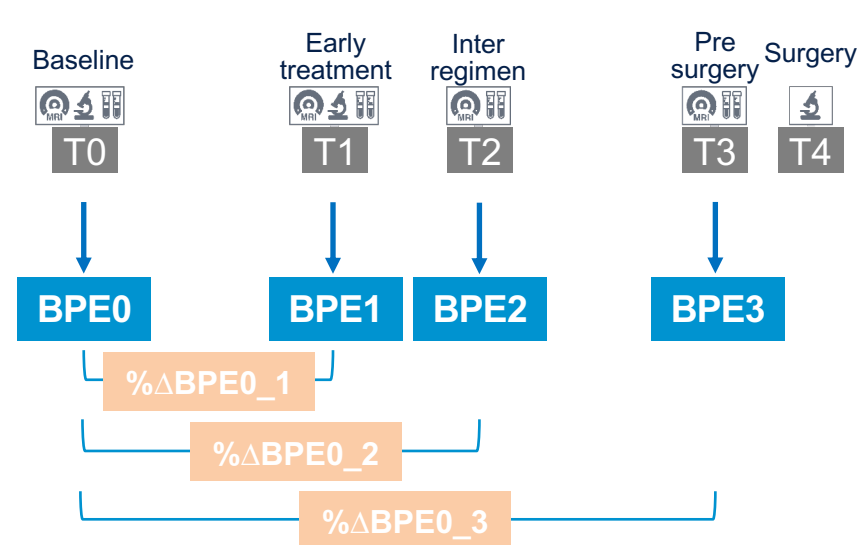 Baseline
Early
treatment
Inter
regimen
Pre
surgery
Surgery
MRI
MRI
MRI
MRI
T0
T1
T2
T3
T4
BPE0
BPE1
BPE2
BPE3
%∆BPE0_1
%∆BPE0_2
%∆BPE0_3